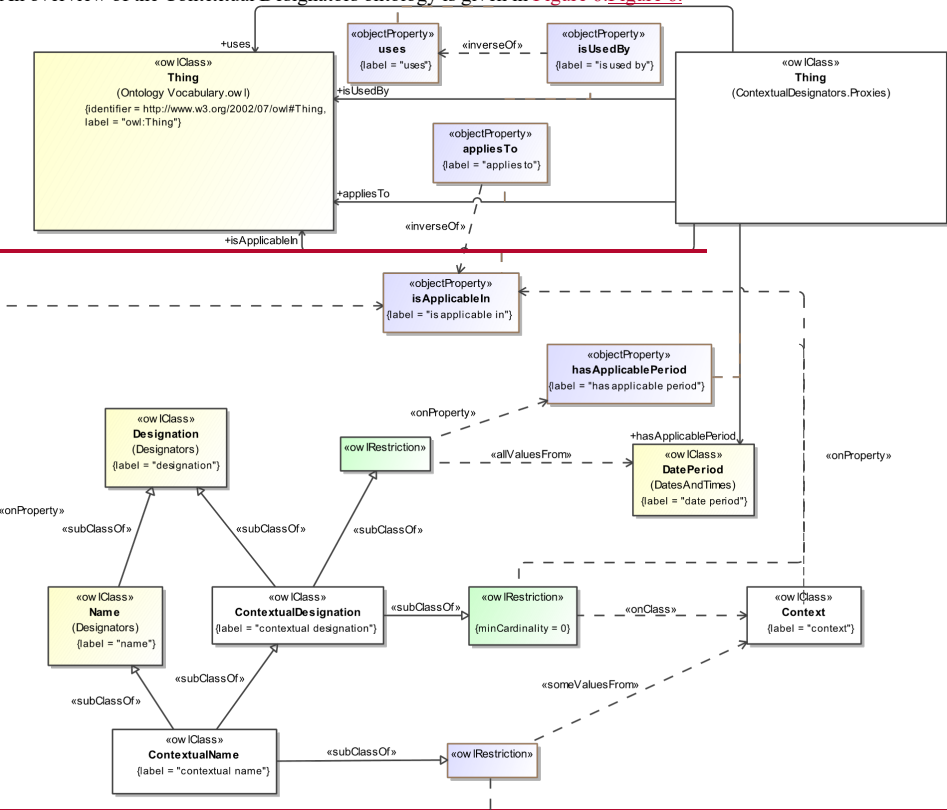 An overview of the Contextual Designators ontology is given in Figure 6.Figure 6.
+uses
«objectProperty»
uses
{label = "uses"}
«inverseOf»
«objectProperty»
isUsedBy
{label = "is used by"}
«owlClass»
Thing
(Ontology Vocabulary.owl)
{identifier = http://www.w3.org/2002/07/owl#Thing,
label = "owl:Thing"}
«owlClass»
Thing
(ContextualDesignators.Proxies)
+isUsedBy
«objectProperty»
appliesTo
{label = "applies to"}
+appliesTo
«inverseOf»
+isApplicableIn
«objectProperty»
isApplicableIn
{label = "is applicable in"}
«objectProperty»
hasApplicablePeriod
{label = "has applicable period"}
«onProperty»
«owlClass»
Designation
(Designators)
{label = "designation"}
«owlRestriction»
«allValuesFrom»
+hasApplicablePeriod
«owlClass»
DatePeriod
(DatesAndTimes)
{label = "date period"}
«onProperty»
«onProperty»
«subClassOf»
«subClassOf»
«subClassOf»
«owlClass»
Name
(Designators)
{label = "name"}
«owlClass»
ContextualDesignation
{label = "contextual designation"}
«subClassOf»
«owlRestriction»
{minCardinality = 0}
«onClass»
«owlClass»
Context
{label = "context"}
«subClassOf»
«subClassOf»
«someValuesFrom»
«owlClass»
ContextualName
{label = "contextual name"}
«subClassOf»
«owlRestriction»